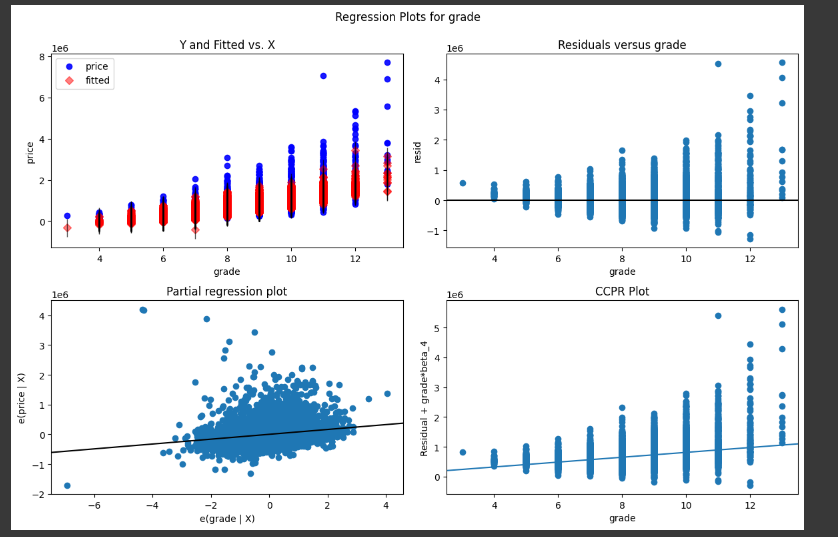 Regression Plots for grade
Y and Fitted vs. X
1e6
price
fitted
8
6
4
2
0
price
4 6 8 10 12
grade
Residuals versus grade
1e6
4
3
2
1
0
−1
resid
4 6 8 10 12
grade
Partial regression plot
1e6
4
3
2
1
0
−1
−2
e(price | X)
−6 −4 −2 0 2 4
e(grade | X)
CCPR Plot
1e6
5
4
3
2
1
0
Residual + grade*beta_4
4 6 8 10 12
grade